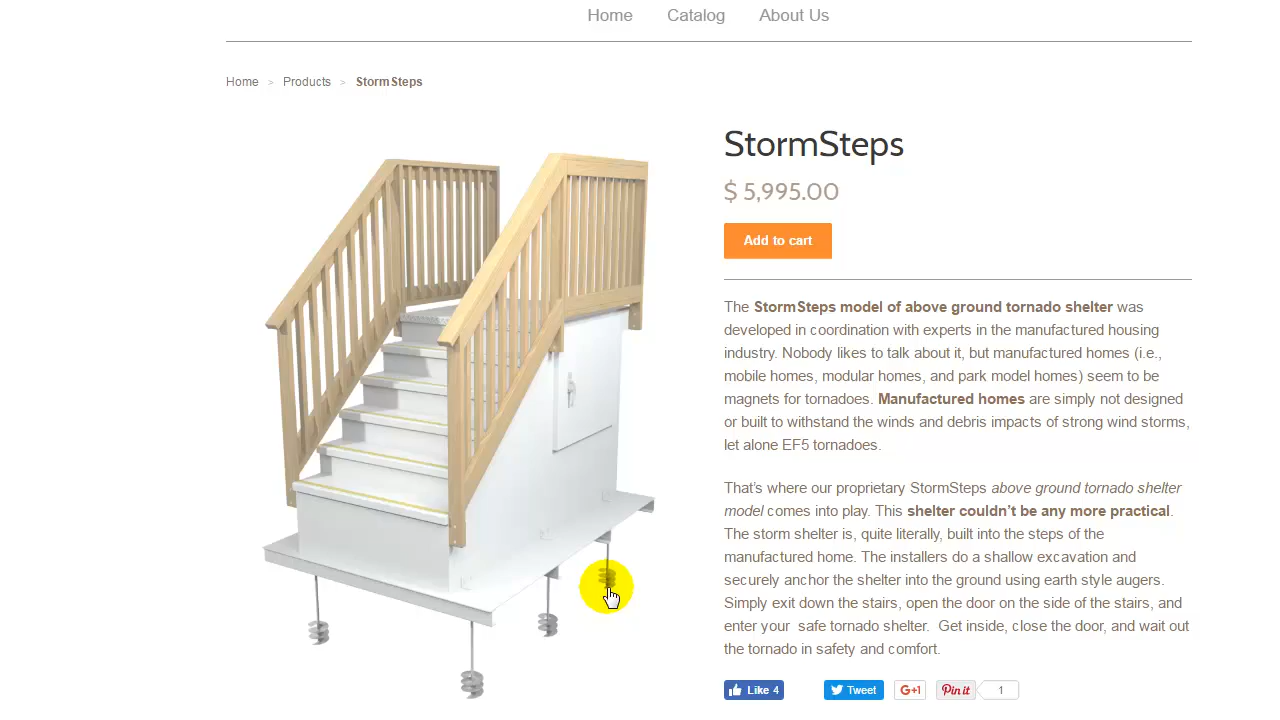 Home Catalog About Us
Home > Products > StormSteps
StormSteps
$ 5,995.00
Add to cart
The StormSteps model of above ground tornado shelter was
developed in coordination with experts in the manufactured housing
industry. Nobody likes to talk about it, but manufactured homes (i.e.,
mobile homes, modular homes, and park model homes) seem to be
magnets for tornadoes. Manufactured homes are simply not designed
or built to withstand the winds and debris impacts of strong wind storms,
let alone EF5 tornadoes.
That’s where our proprietary StormSteps above ground tornado shelter
model comes into play. This shelter couldn’t be any more practical.
The storm shelter is, quite literally, built into the steps of the
manufactured home. The installers do a shallow excavation and
securely anchor the shelter into the ground using earth style augers.
Simply exit down the stairs, open the door on the side of the stairs, and
enter your safe tornado shelter. Get inside, close the door, and wait out
the tornado in safety and comfort.
Like 4 Tweet G+1 Pin it 1